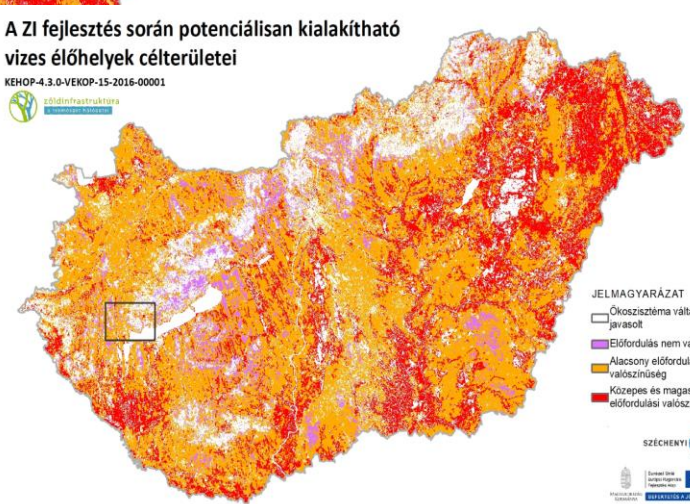 A ZI fejlesztés során potenciálisan kialakítható
vizes élőhelyek célterületei
KEHOP-4.3.0-VEKOP-15-2016-00001
zöldinfrastruktúra
JELMAGYARÁZAT
Ökoszisztéma vált
javasolt
Előfordulás nem va
Alacsony előfordul
valószínűség
Közepes és magas
előfordulási valósz
SZÉCHENYI